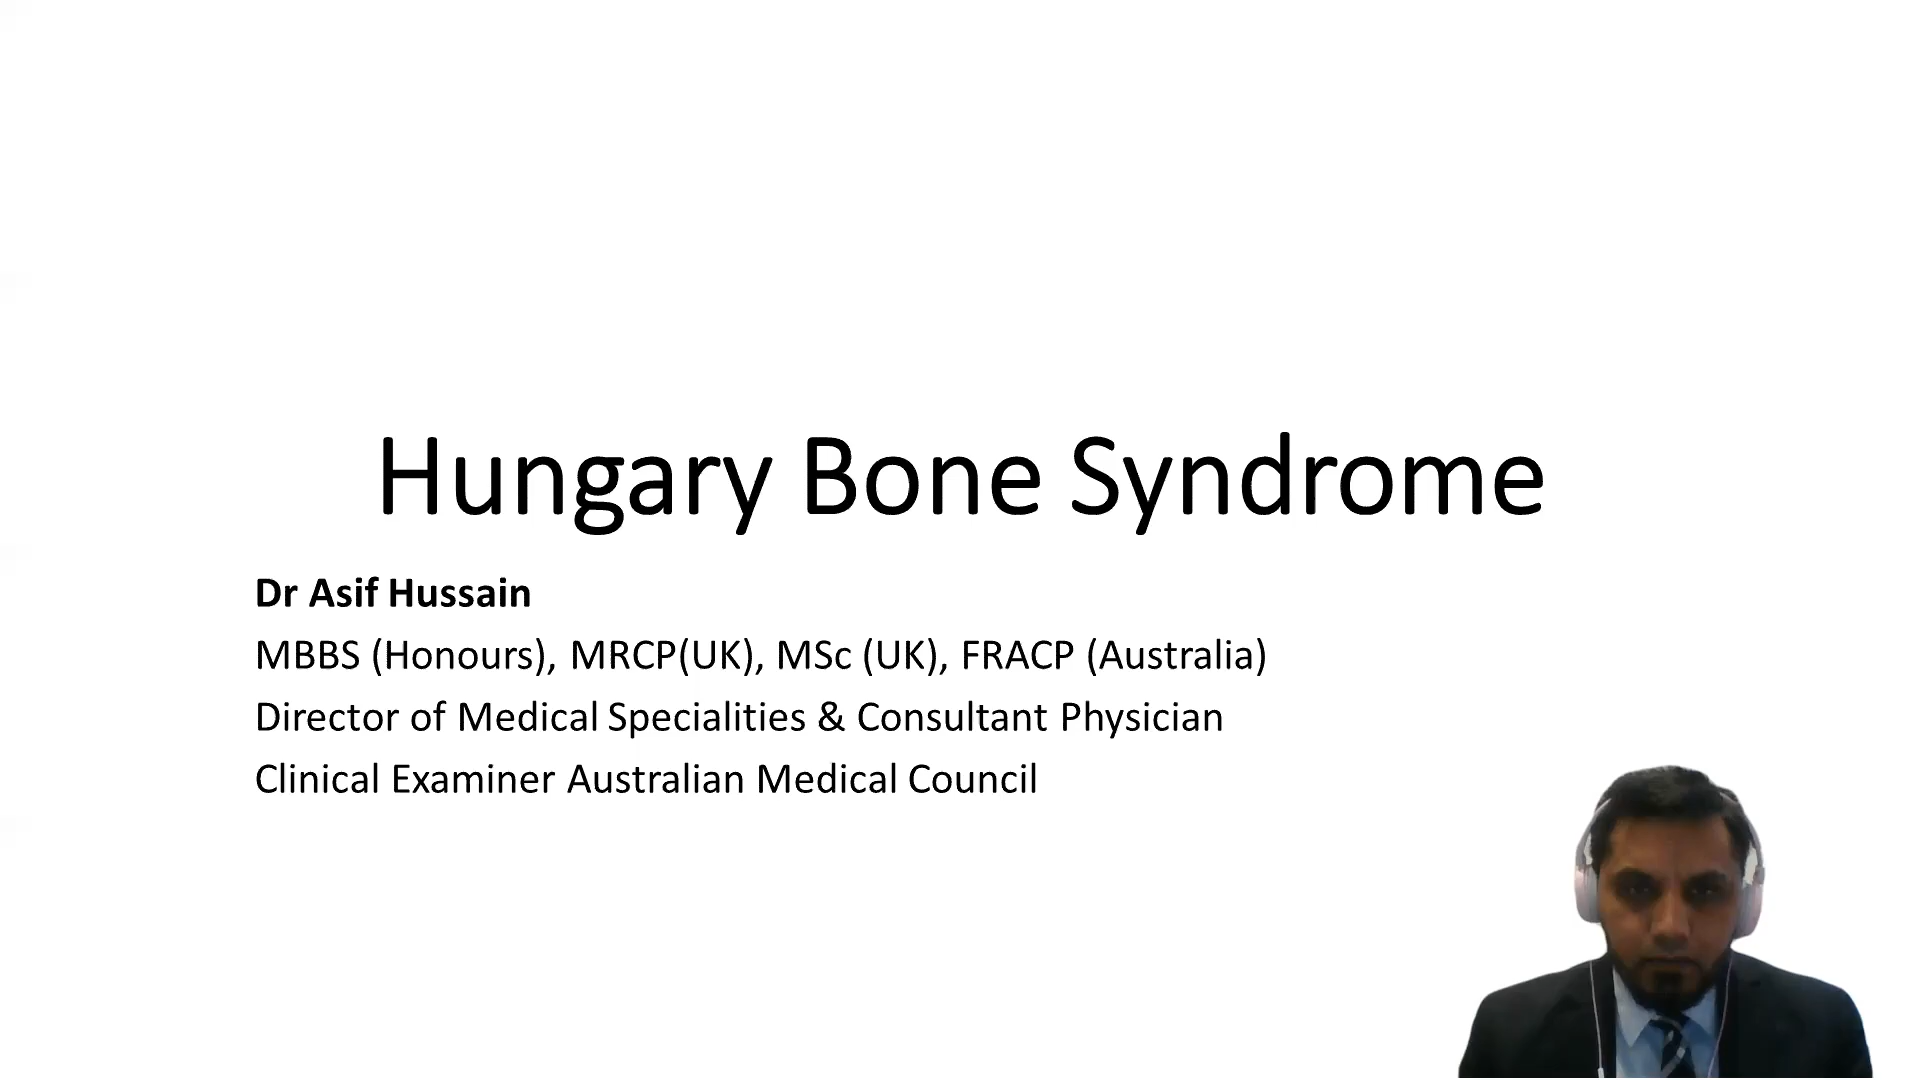 Hungary Bone Syndrome
Dr Asif Hussain
MBBS (Honours), MRCP(UK), MSc (UK), FRACP (Australia)
Director of Medical Specialities & Consultant Physician
Clinical Examiner Australian Medical Council